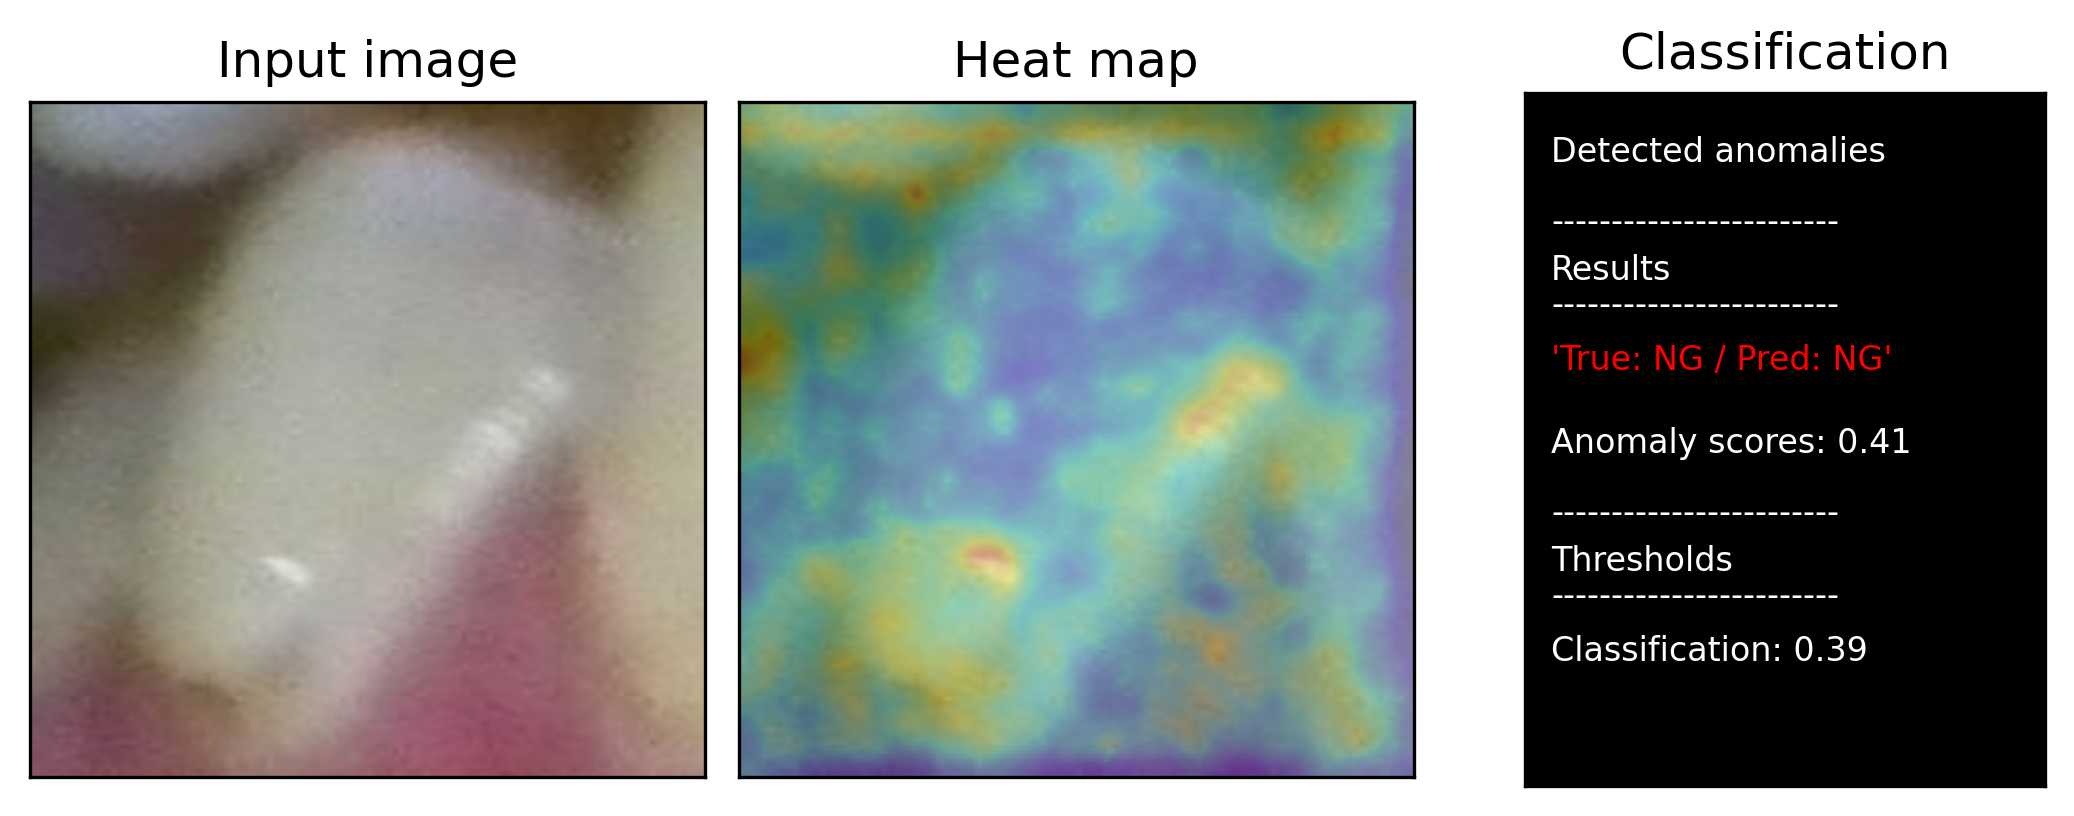 Input image
Heat map
Classification
Detected anomalies
------------------------
Results
------------------------
'True: NG / Pred: NG'
Anomaly scores: 0.41
------------------------
Thresholds
------------------------
Classification: 0.39